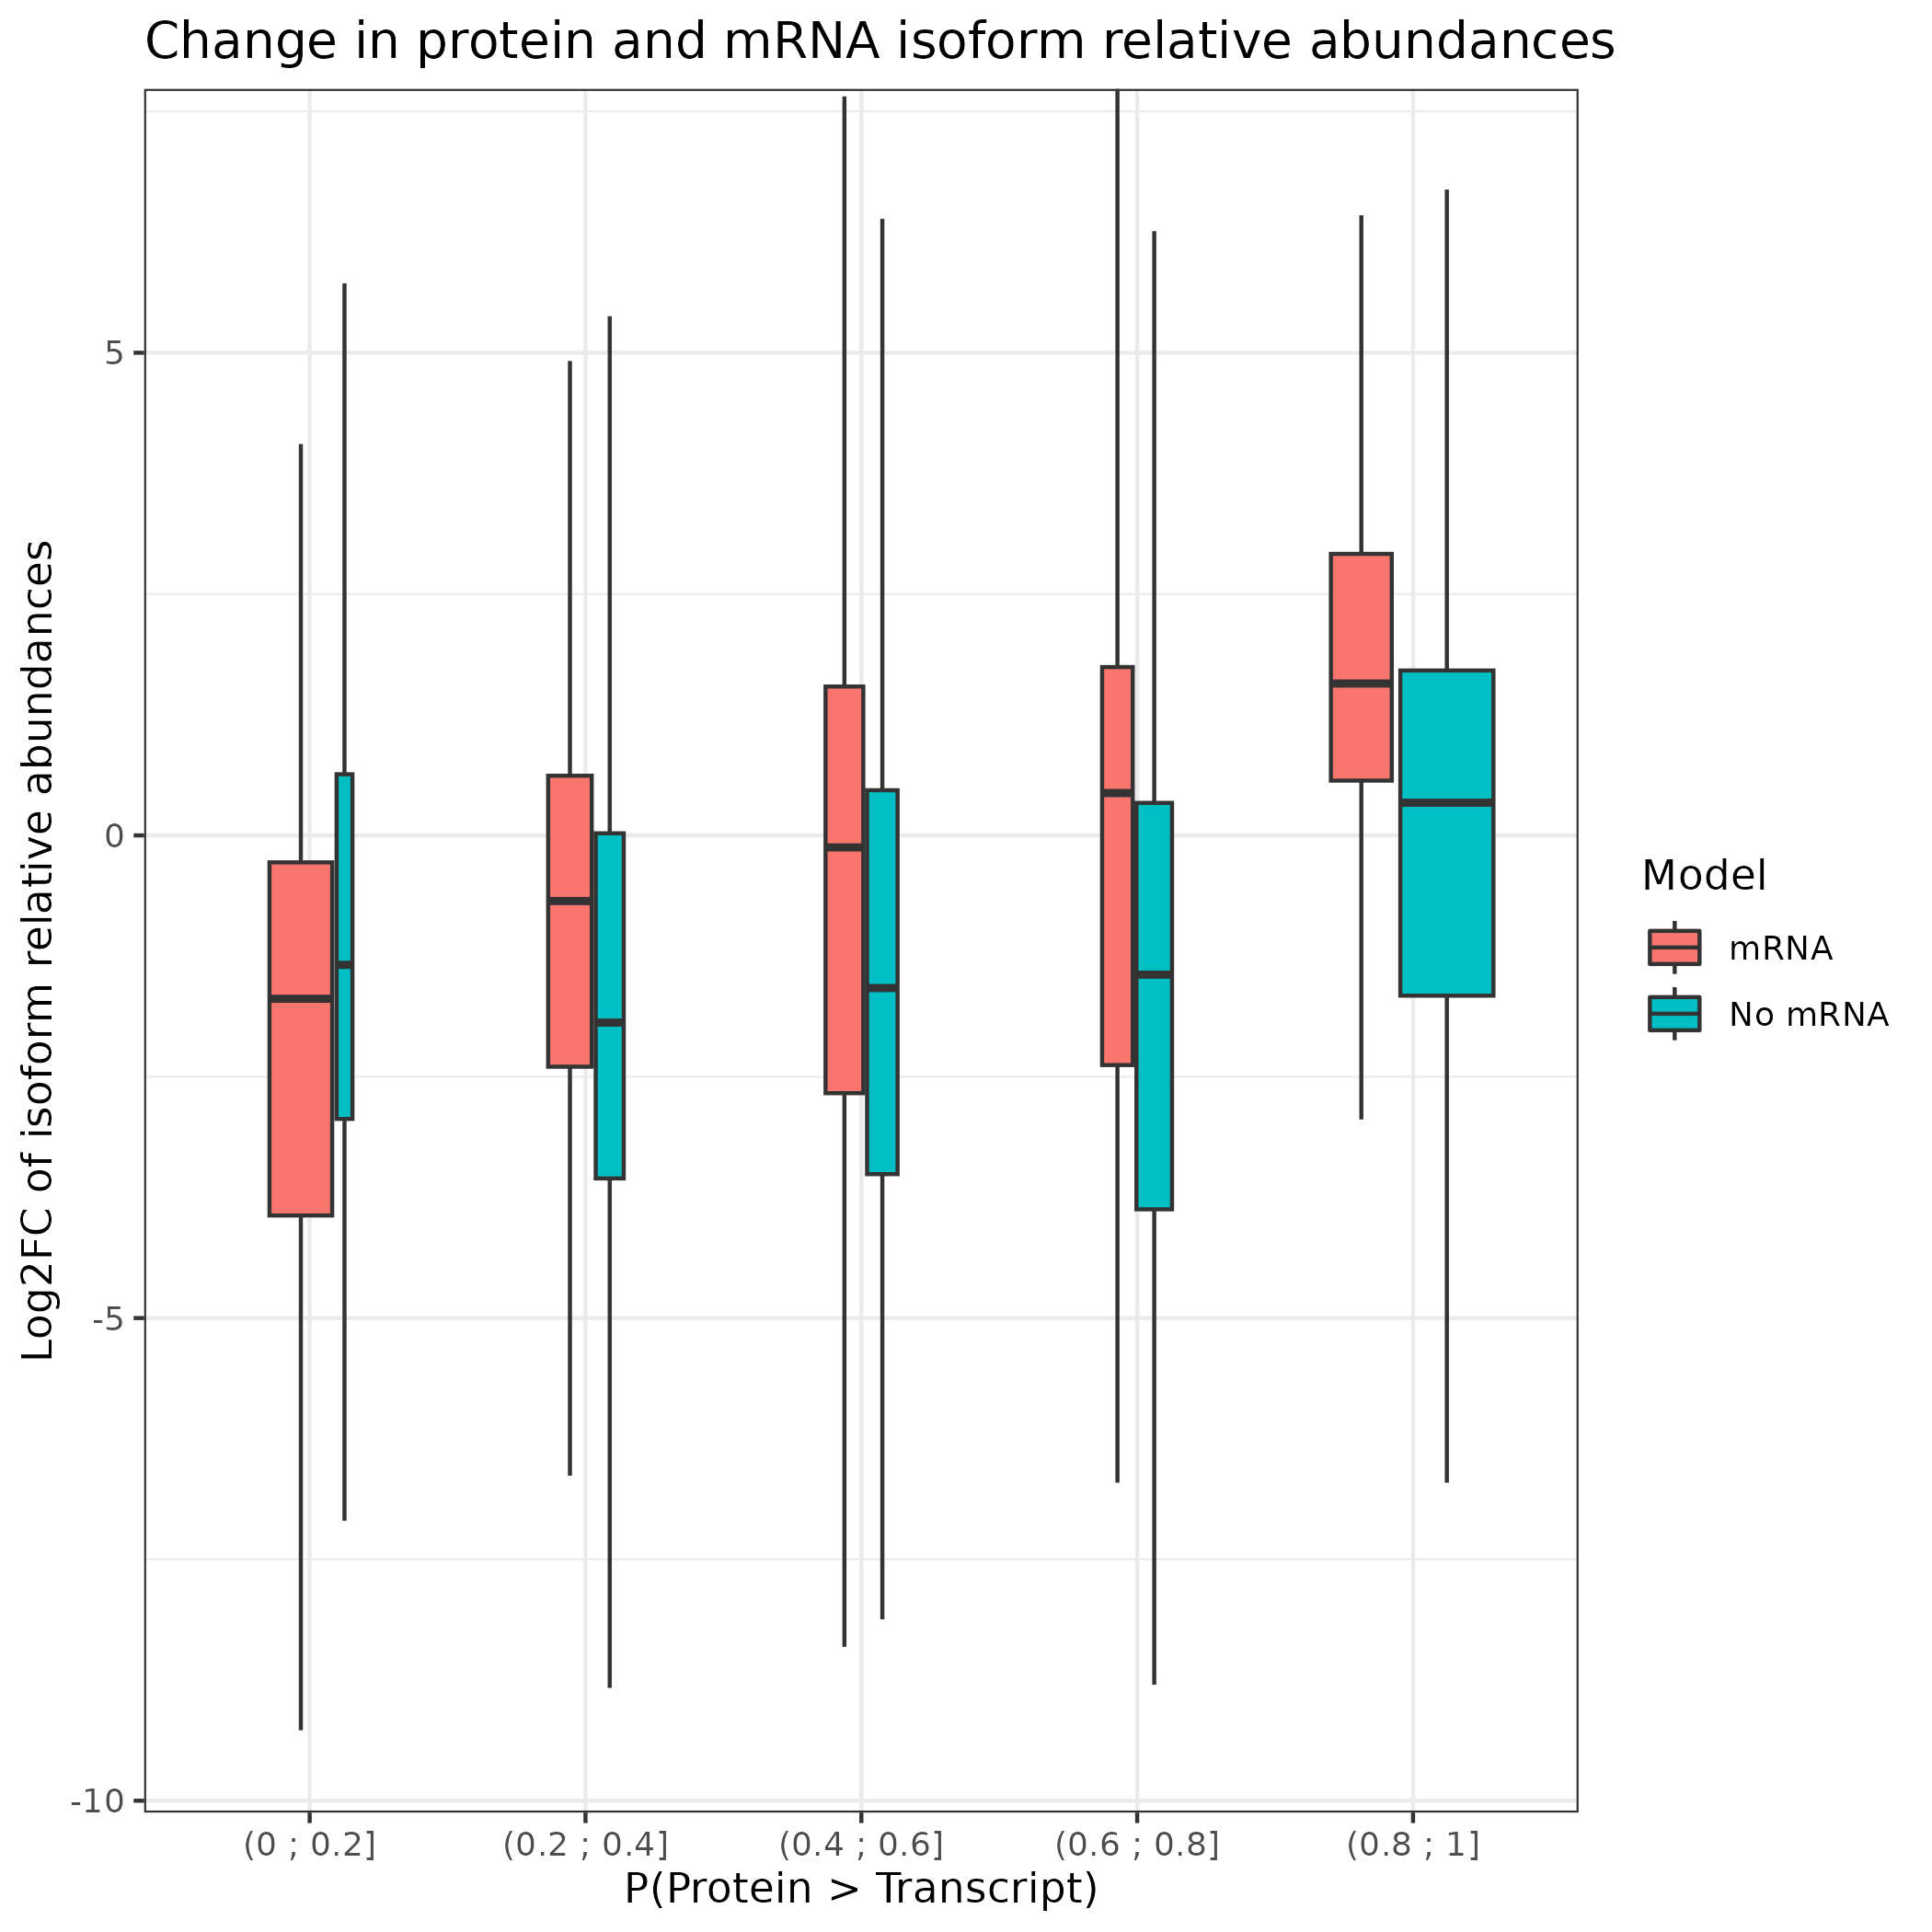 Change in protein and mRNA isoform relative abundances
Log2FC of isoform relative abundances
5
0
-5
-10
(0 ; 0.2]
(0.2 ; 0.4]
(0.4 ; 0.6]
(0.6 ; 0.8]
(0.8 ; 1]
P(Protein > Transcript)
Model
mRNA
No mRNA